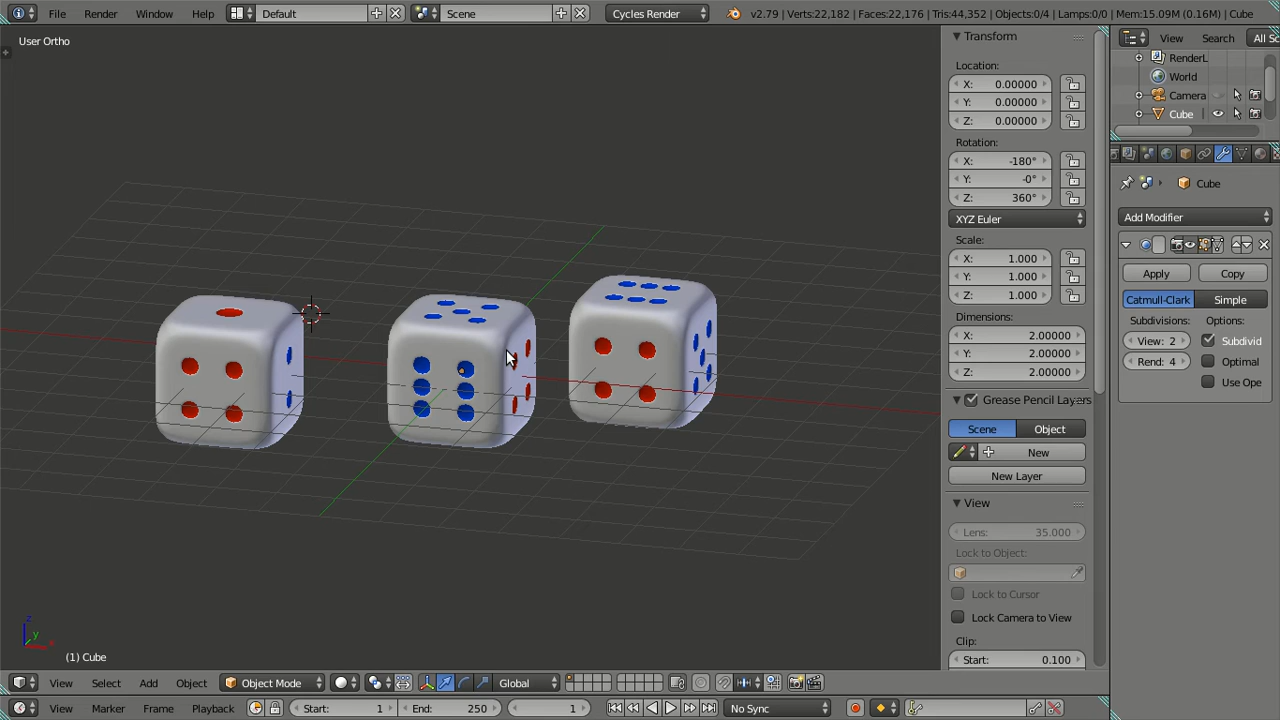 File Render Window Help Default Scene Cycles Render v2.79 | Verts:22,182 | Faces:22,176 | Tris:44,352 | Objects:0/4 | Lamps:0/0 | Mem:15.09M (0.16M) | Cube
User Ortho
Transform
Location:
X: 0.00000
Y: 0.00000
Z: 0.00000
Rotation:
X: -180°
Y: -0°
Z: 360°
XYZ Euler
Scale:
X: 1.000
Y: 1.000
Z: 1.000
Dimensions:
X: 2.00000
Y: 2.00000
Z: 2.00000
Grease Pencil Layers
Scene Object
New
New Layer
View
Lens: 35.000
Lock to Object:
Lock to Cursor
Lock Camera to View
Clip:
Start: 0.100
View Search All Sc
RenderL
World
Camera
Cube
Cube
Add Modifier
Apply Copy
Catmull-Clark Simple
Subdivisions: Options:
View: 2 Subdivid
Rend: 4 Optimal
Use Ope
z
y
x
(1) Cube
View Select Add Object Object Mode Global
View Marker Frame Playback Start: 1 End: 250 1 No Sync